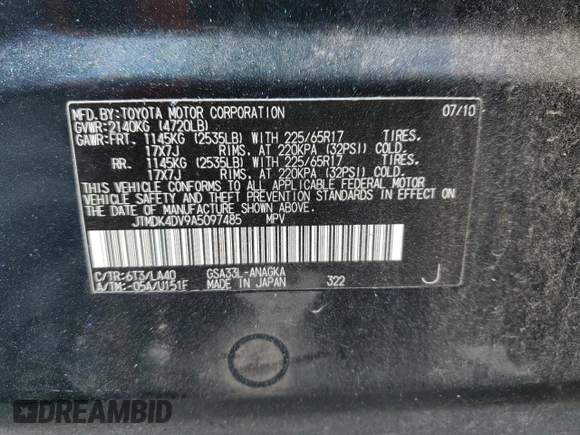 MFD.BY:TOYOTA MOTOR CORPORATION 07/10
GVWR:2140KG (4720LB)
GAWR:FRT. 1145KG (2535LB) WITH 225/65R17 TIRES.
17X7J RIMS. AT 220KPA (32PSI) COLD.
RR. 1145KG (2535LB) WITH 225/65R17 TIRES.
17X7J RIMS. AT 220KPA (32PSI) COLD.
THIS VEHICLE CONFORMS TO ALL APPLICABLE FEDERAL MOTOR
VEHICLE SAFETY AND THEFT PREVENTION STANDARDS IN EFFECT ON
THE DATE OF MANUFACTURE SHOWN ABOVE.
JTMDK4DV9A5097485 MPV
C/TR:6T3/LA40 GSA33L-ANAGKA
A/TM:-05A/U151F MADE IN JAPAN 322 J
DREAMBID